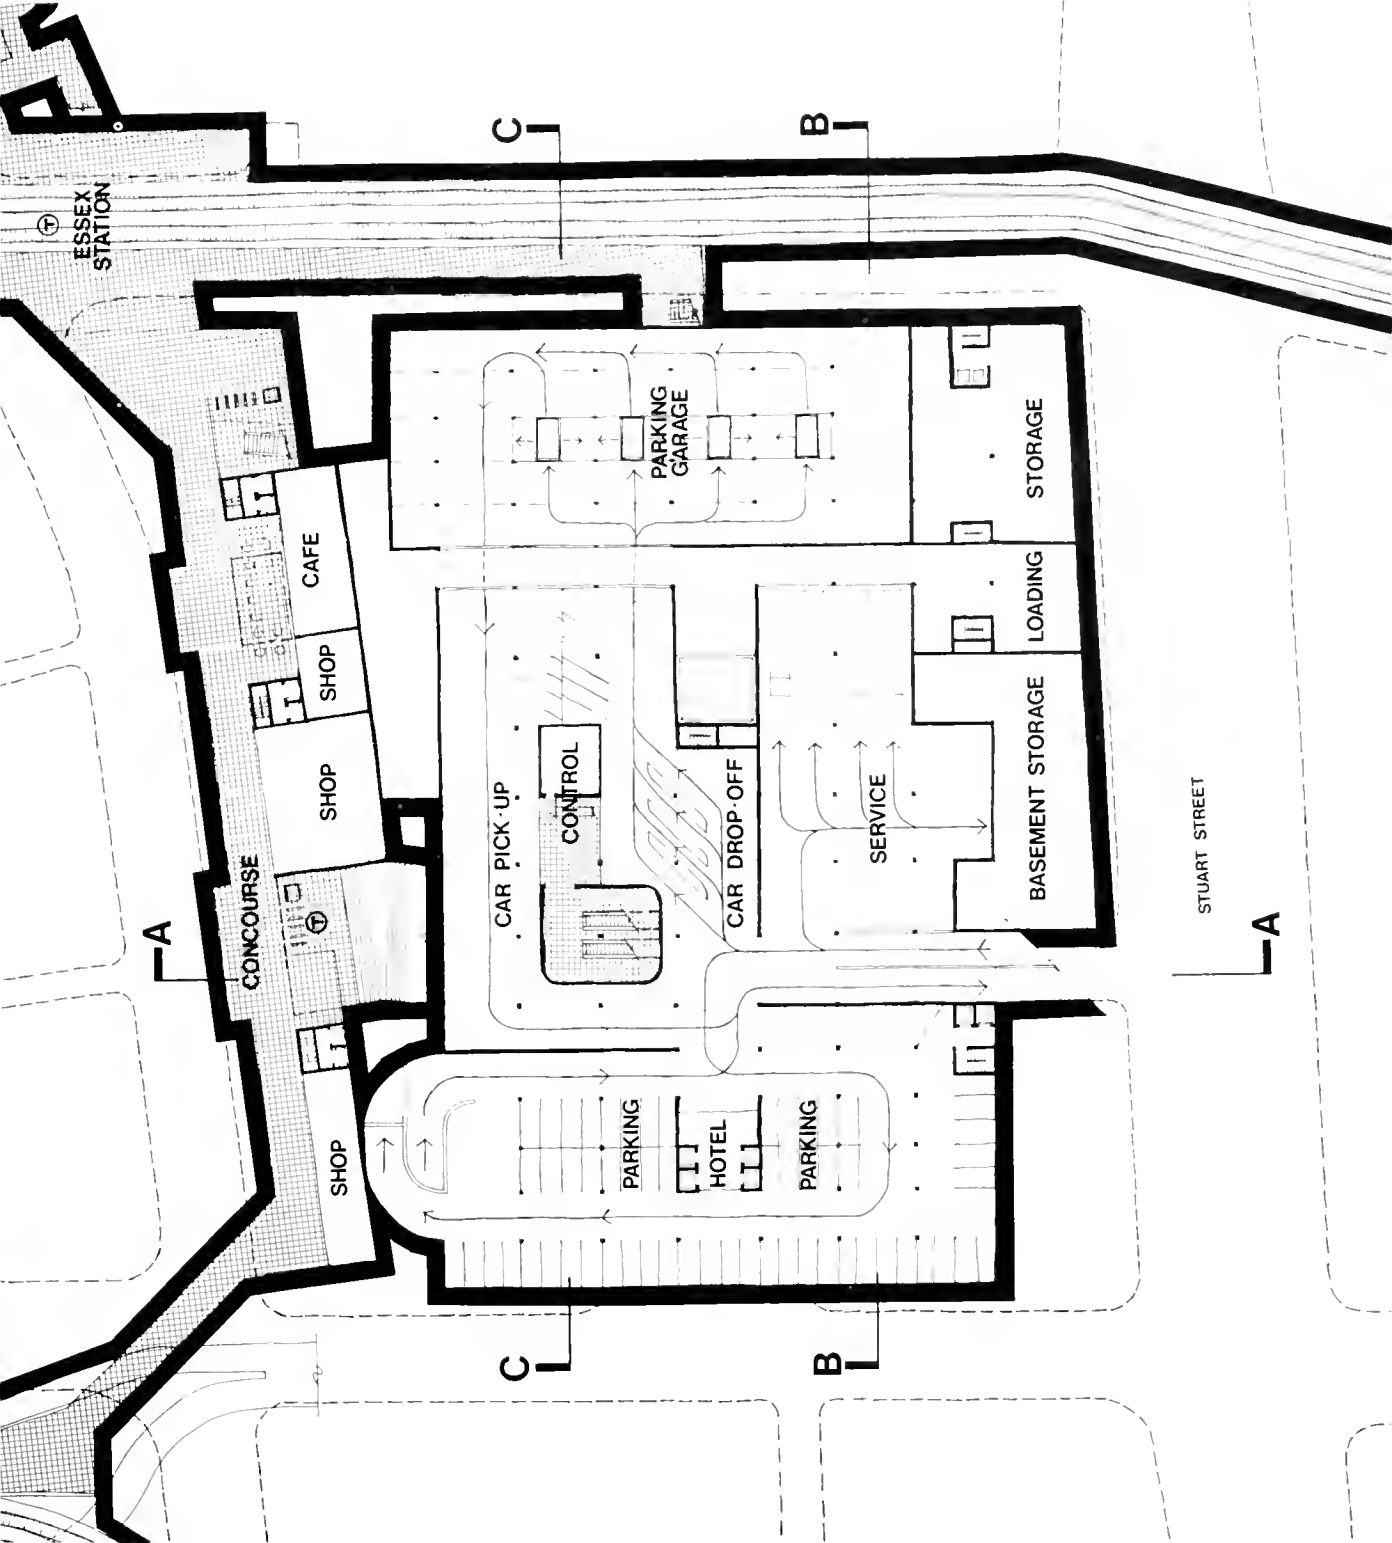 C
B
T
ESSEX
STATION
PARKING
GARAGE
STORAGE
CAFE
LOADING
SHOP
SHOP
CONTROL
CAR PICK-UP
CAR DROP-OFF
SERVICE
BASEMENT STORAGE
STUART STREET
CONCOURSE
T
A
A
SHOP
PARKING
HOTEL
PARKING
C
B